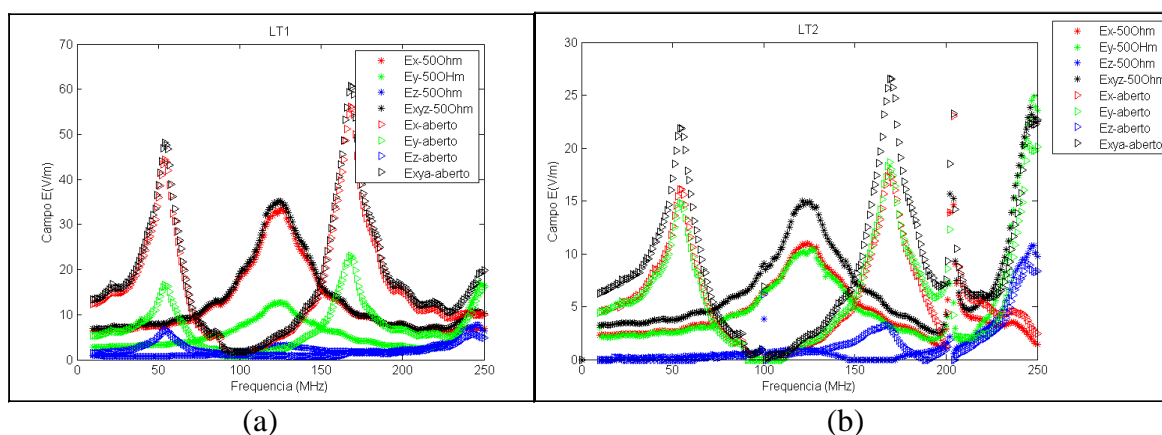 LT1
Campo E(V/m)
70
60
50
40
30
20
10
0
0
50
100
150
200
250
Frequencia (MHz)
Ex-50Ohm
Ey-50OHm
Ez-50Ohm
Exyz-50Ohm
Ex-aberto
Ey-aberto
Ez-aberto
Exya-aberto
(a)
LT2
Campo E(V/m)
30
25
20
15
10
5
0
0
50
100
150
200
250
Frequencia (MHz)
Ex-50Ohm
Ey-50OHm
Ez-50Ohm
Exyz-50Ohm
Ex-aberto
Ey-aberto
Ez-aberto
Exya-aberto
(b)